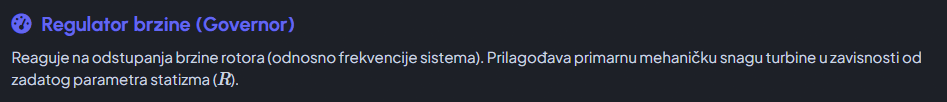 Regulator brzine (Governor)
Reaguje na odstupanja brzine rotora (odnosno frekvencije sistema). Prilagođava primarnu mehaničku snagu turbine u zavisnosti od
zadatog parametra statizma (R).